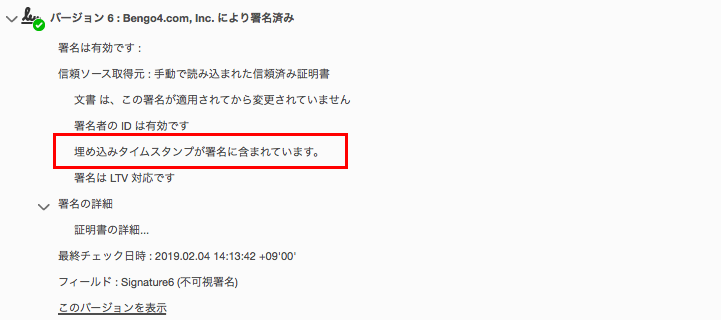 バージョン 6 : Bengo4.com, Inc. により署名済み
署名は有効です :
信頼ソース取得元 : 手動で読み込まれた信頼済み証明書
文書 は、この署名が適用されてから変更されていません
署名者の ID は有効です
埋め込みタイムスタンプが署名に含まれています。
署名は LTV 対応です
署名の詳細
証明書の詳細...
最終チェック日時 : 2019.02.04 14:13:42 +09'00'
フィールド : Signature6 (不可視署名)
このバージョンを表示